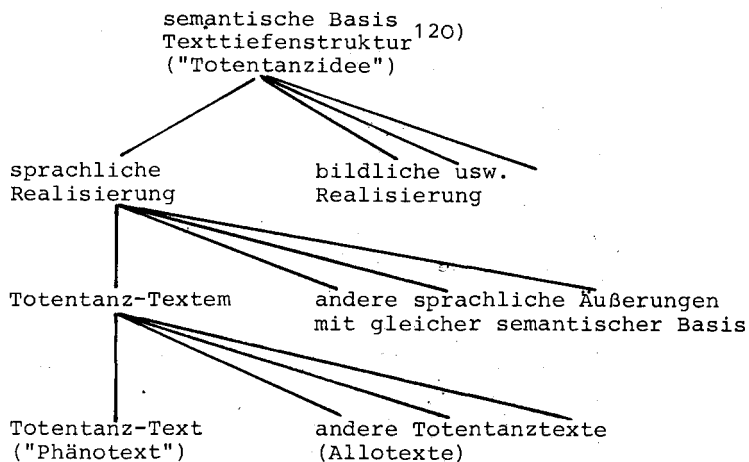 semantische Basis
Texttiefenstruktur120)
("Totentanzidee")
sprachliche bildliche usw.
Realisierung Realisierung
Totentanz-Textem andere sprachliche Äußerungen
mit gleicher semantischer Basis
Totentanz-Text andere Totentanztexte
("Phänotext") (Allotexte)